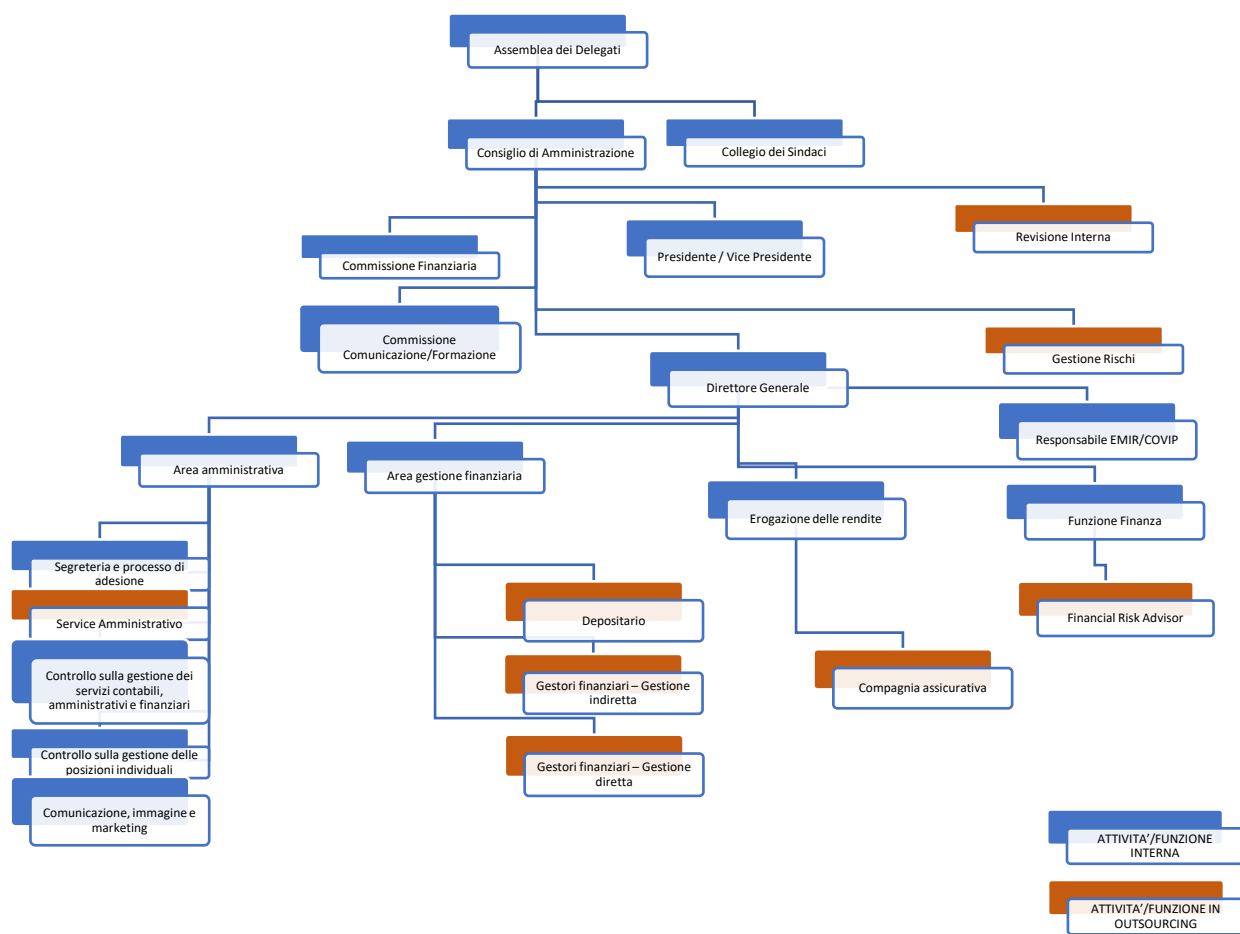 Assemblea dei Delegati
Consiglio di Amministrazione
Collegio dei Sindaci
Revisione Interna
Presidente / Vice Presidente
Commissione Finanziaria
Commissione
Comunicazione/Formazione
Gestione Rischi
Direttore Generale
Responsabile EMIR/COVIP
Area amministrativa
Area gestione finanziaria
Erogazione delle rendite
Funzione Finanza
Segreteria e processo di
adesione
Service Amministrativo
Controllo sulla gestione dei
servizi contabili,
amministrativi e finanziari
Controllo sulla gestione delle
posizioni individuali
Comunicazione, immagine e
marketing
Depositario
Gestori finanziari – Gestione
indiretta
Gestori finanziari – Gestione
diretta
Compagnia assicurativa
Financial Risk Advisor
ATTIVITA’/FUNZIONE
INTERNA
ATTIVITA’/FUNZIONE IN
OUTSOURCING